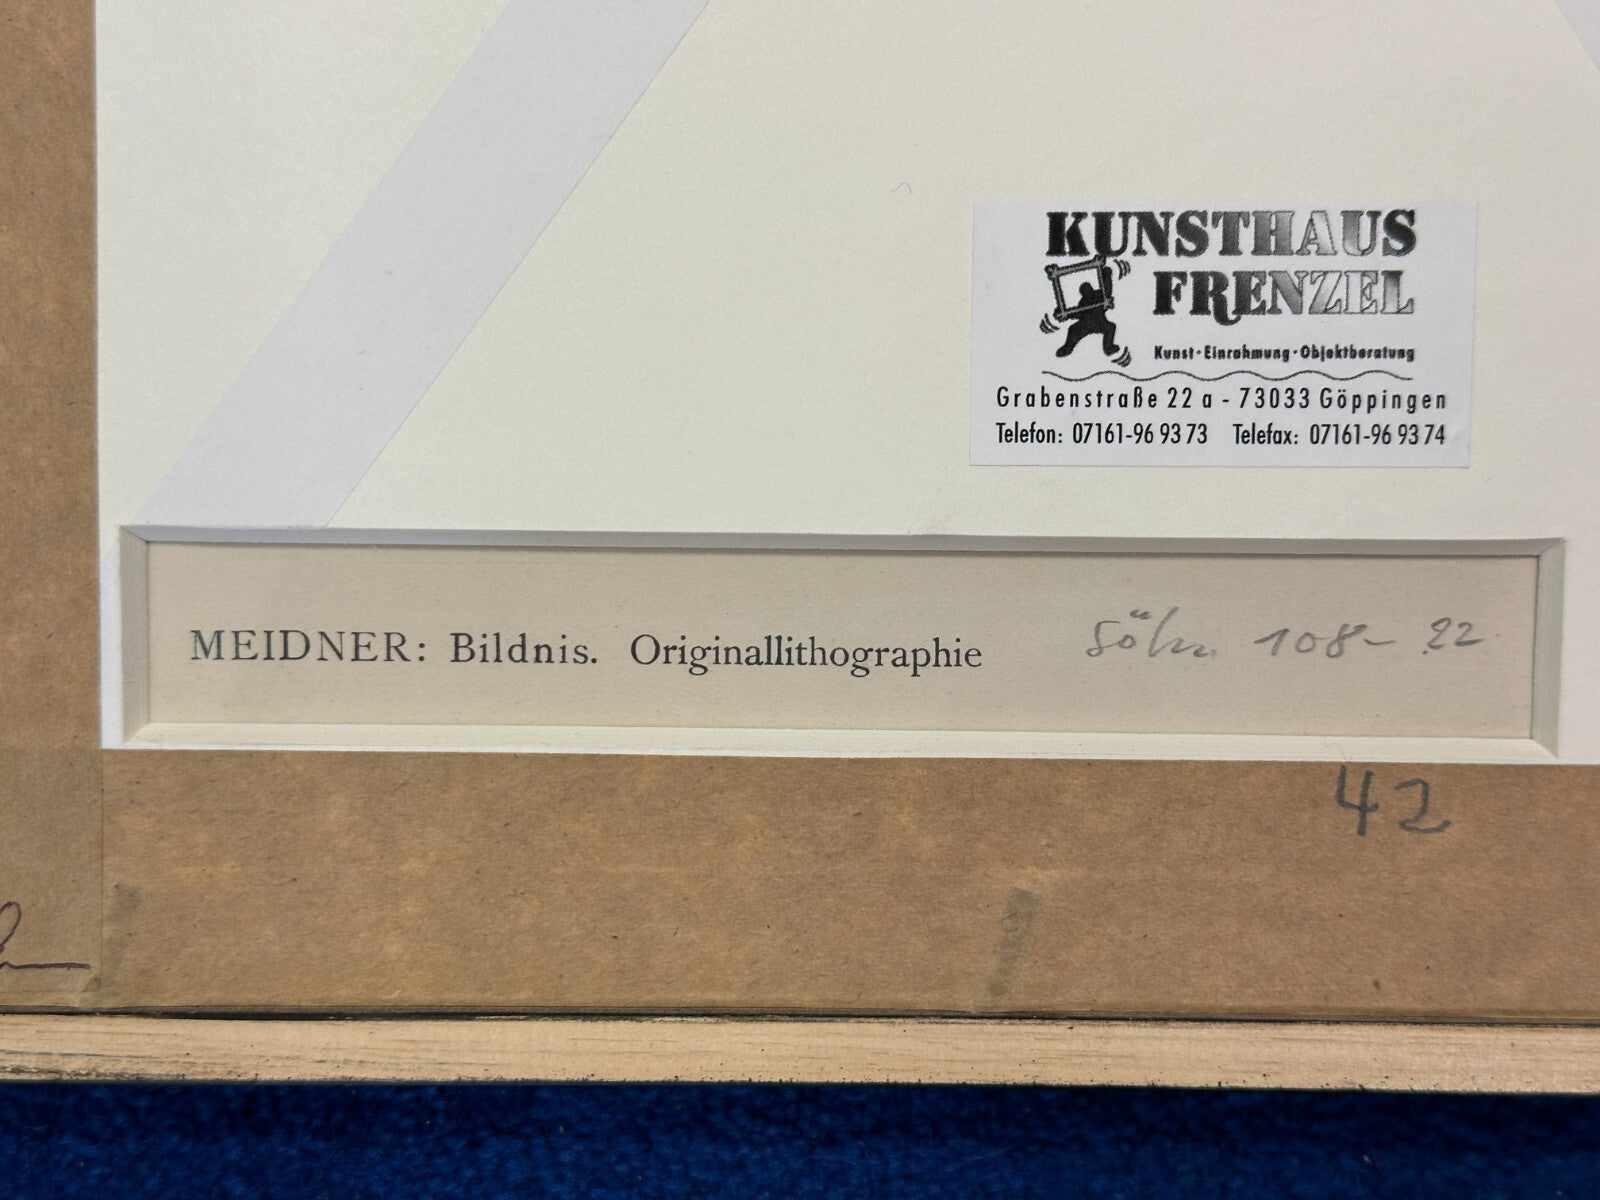 KUNSTHAUS
FRENZEL
Kunst·Einrahmung·Objektberatung
Grabenstraße 22 a - 73033 Göppingen
Telefon: 07161-96 93 73 Telefax: 07161-96 93 74
MEIDNER: Bildnis. Originallithographie Söhn 108-22
42